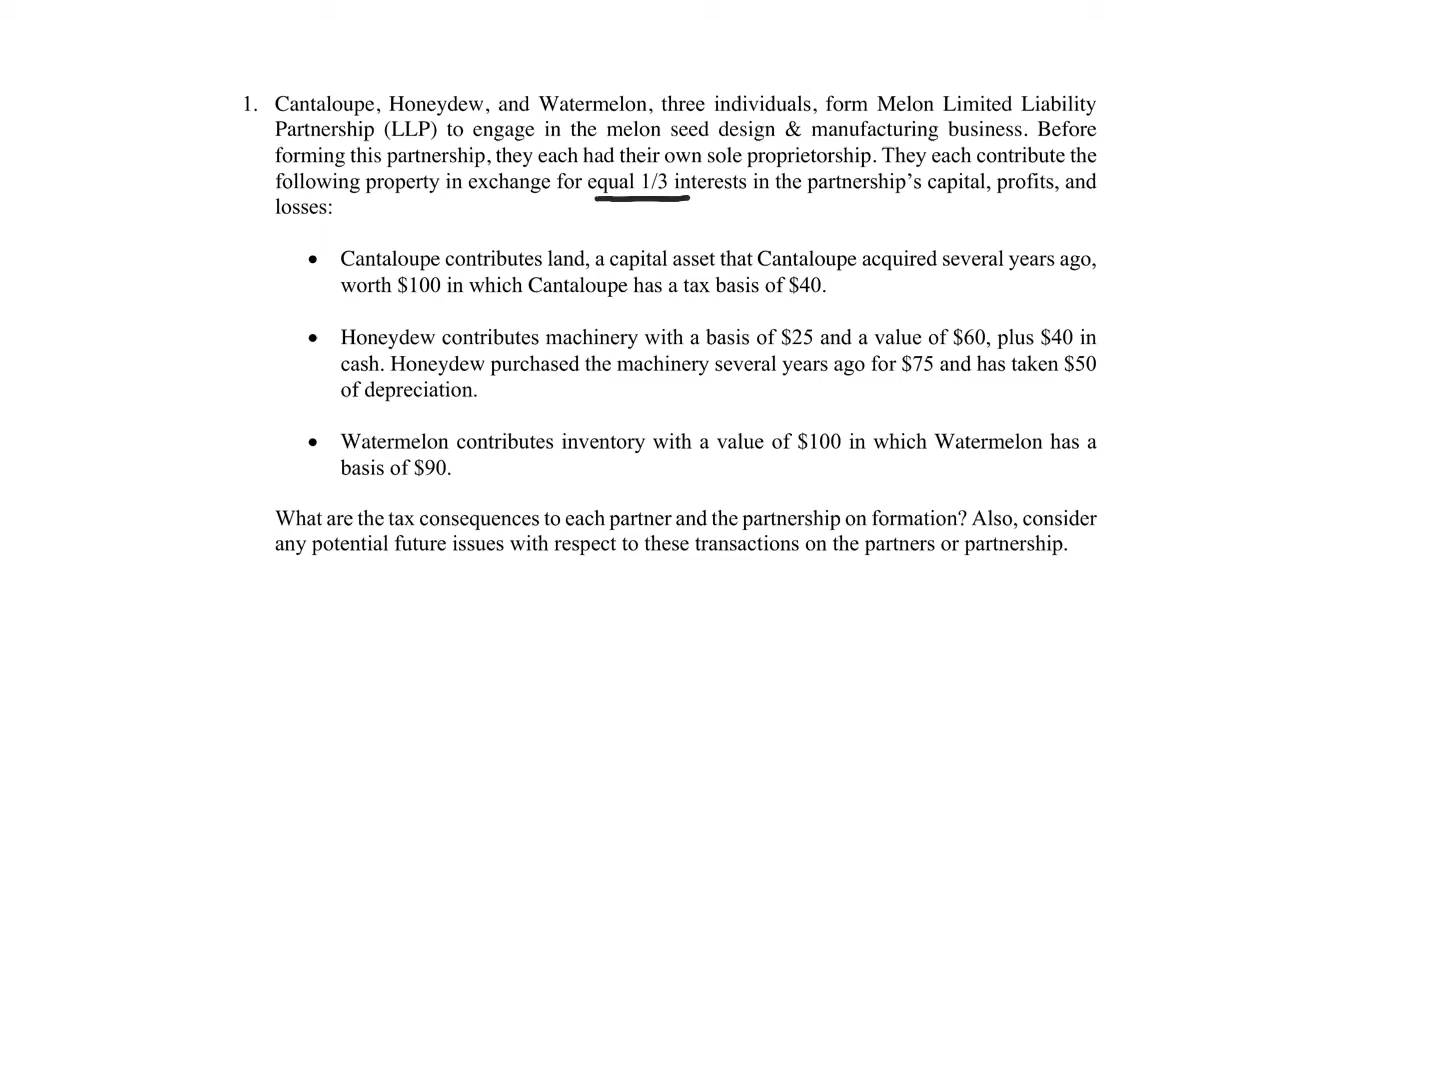 1. Cantaloupe, Honeydew, and Watermelon, three individuals, form Melon Limited Liability
Partnership (LLP) to engage in the melon seed design & manufacturing business. Before
forming this partnership, they each had their own sole proprietorship. They each contribute the
following property in exchange for equal 1/3 interests in the partnership's capital, profits, and
losses:
• Cantaloupe contributes land, a capital asset that Cantaloupe acquired several years ago,
worth $100 in which Cantaloupe has a tax basis of $40.
• Honeydew contributes machinery with a basis of $25 and a value of $60, plus $40 in
cash. Honeydew purchased the machinery several years ago for $75 and has taken $50
of depreciation.
• Watermelon contributes inventory with a value of $100 in which Watermelon has a
basis of $90.
What are the tax consequences to each partner and the partnership on formation? Also, consider
any potential future issues with respect to these transactions on the partners or partnership.